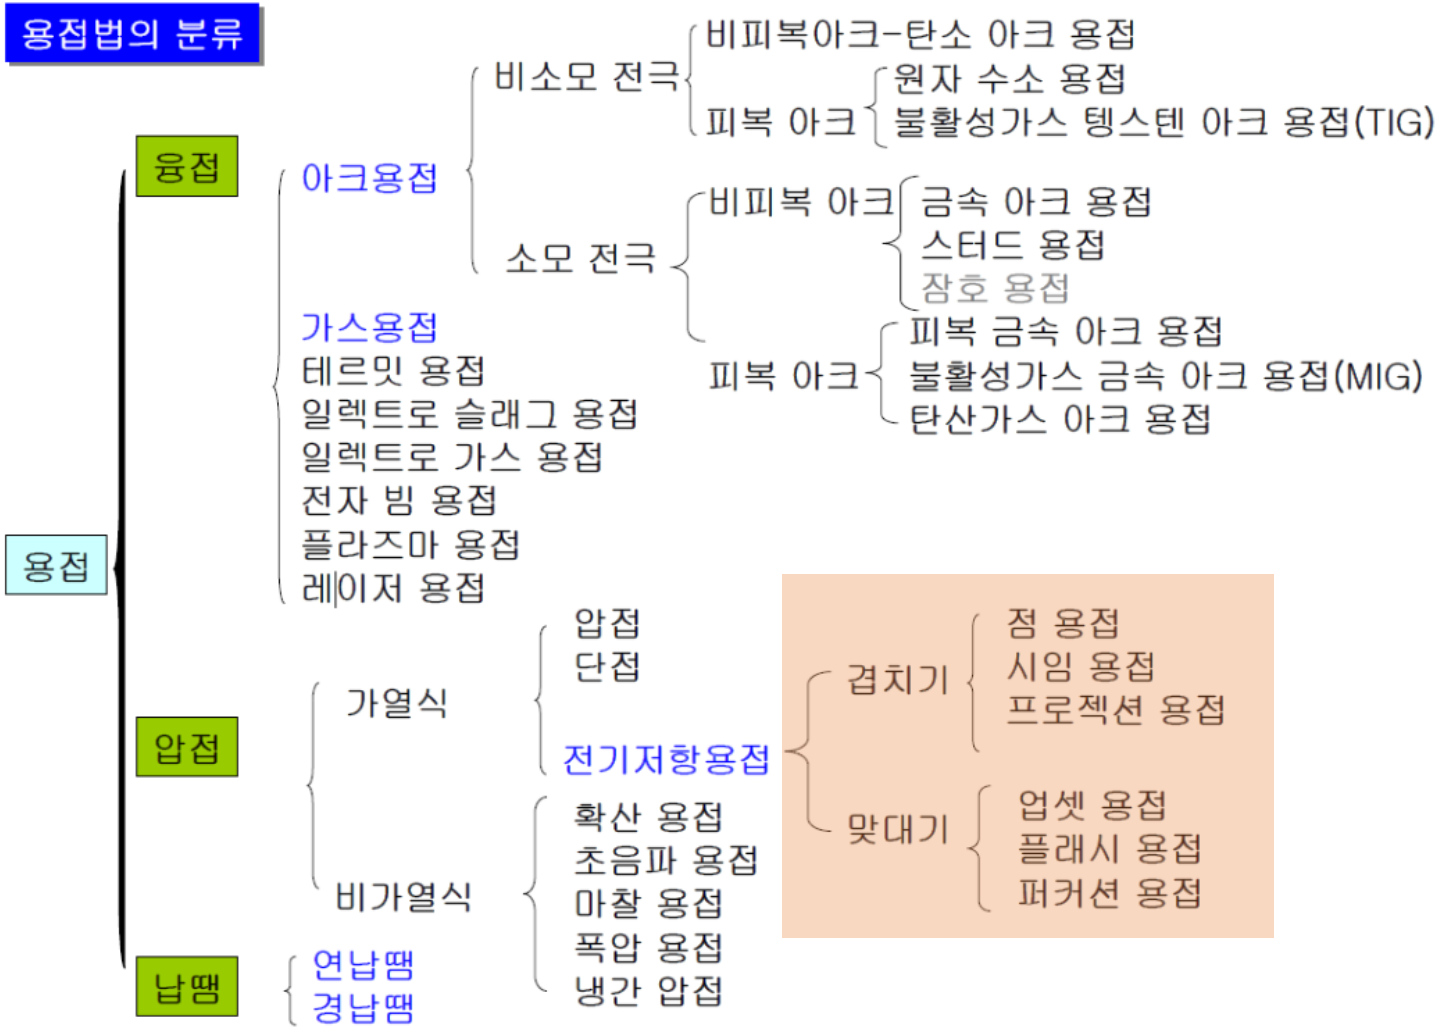 용접법의 분류
용접
융접
아크용접
비소모 전극
비피복아크-탄소 아크 용접
피복 아크
원자 수소 용접
불활성가스 텡스텐 아크 용접(TIG)
소모 전극
비피복 아크
금속 아크 용접
스터드 용접
잠호 용접
피복 아크
피복 금속 아크 용접
불활성가스 금속 아크 용접(MIG)
탄산가스 아크 용접
가스용접
테르밋 용접
일렉트로 슬래그 용접
일렉트로 가스 용접
전자 빔 용접
플라즈마 용접
레이저 용접
압접
가열식
압접
단접
전기저항용접
겹치기
점 용접
시임 용접
프로젝션 용접
맞대기
업셋 용접
플래시 용접
퍼커션 용접
비가열식
확산 용접
초음파 용접
마찰 용접
폭압 용접
냉간 압접
납땜
연납땜
경납땜